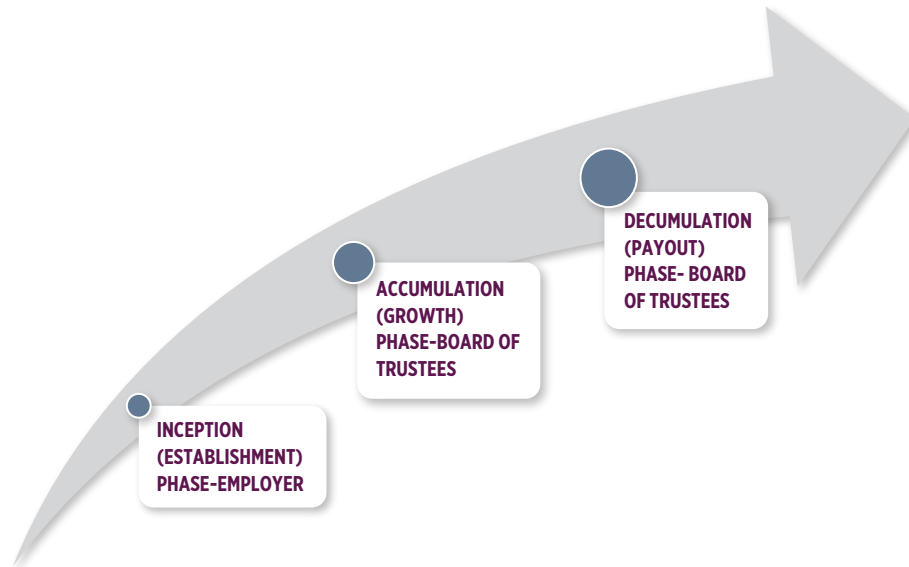 INCEPTION
(ESTABLISHMENT)
PHASE-EMPLOYER
ACCUMULATION
(GROWTH)
PHASE-BOARD OF
TRUSTEES
DECUMULATION
(PAYOUT)
PHASE- BOARD
OF TRUSTEES